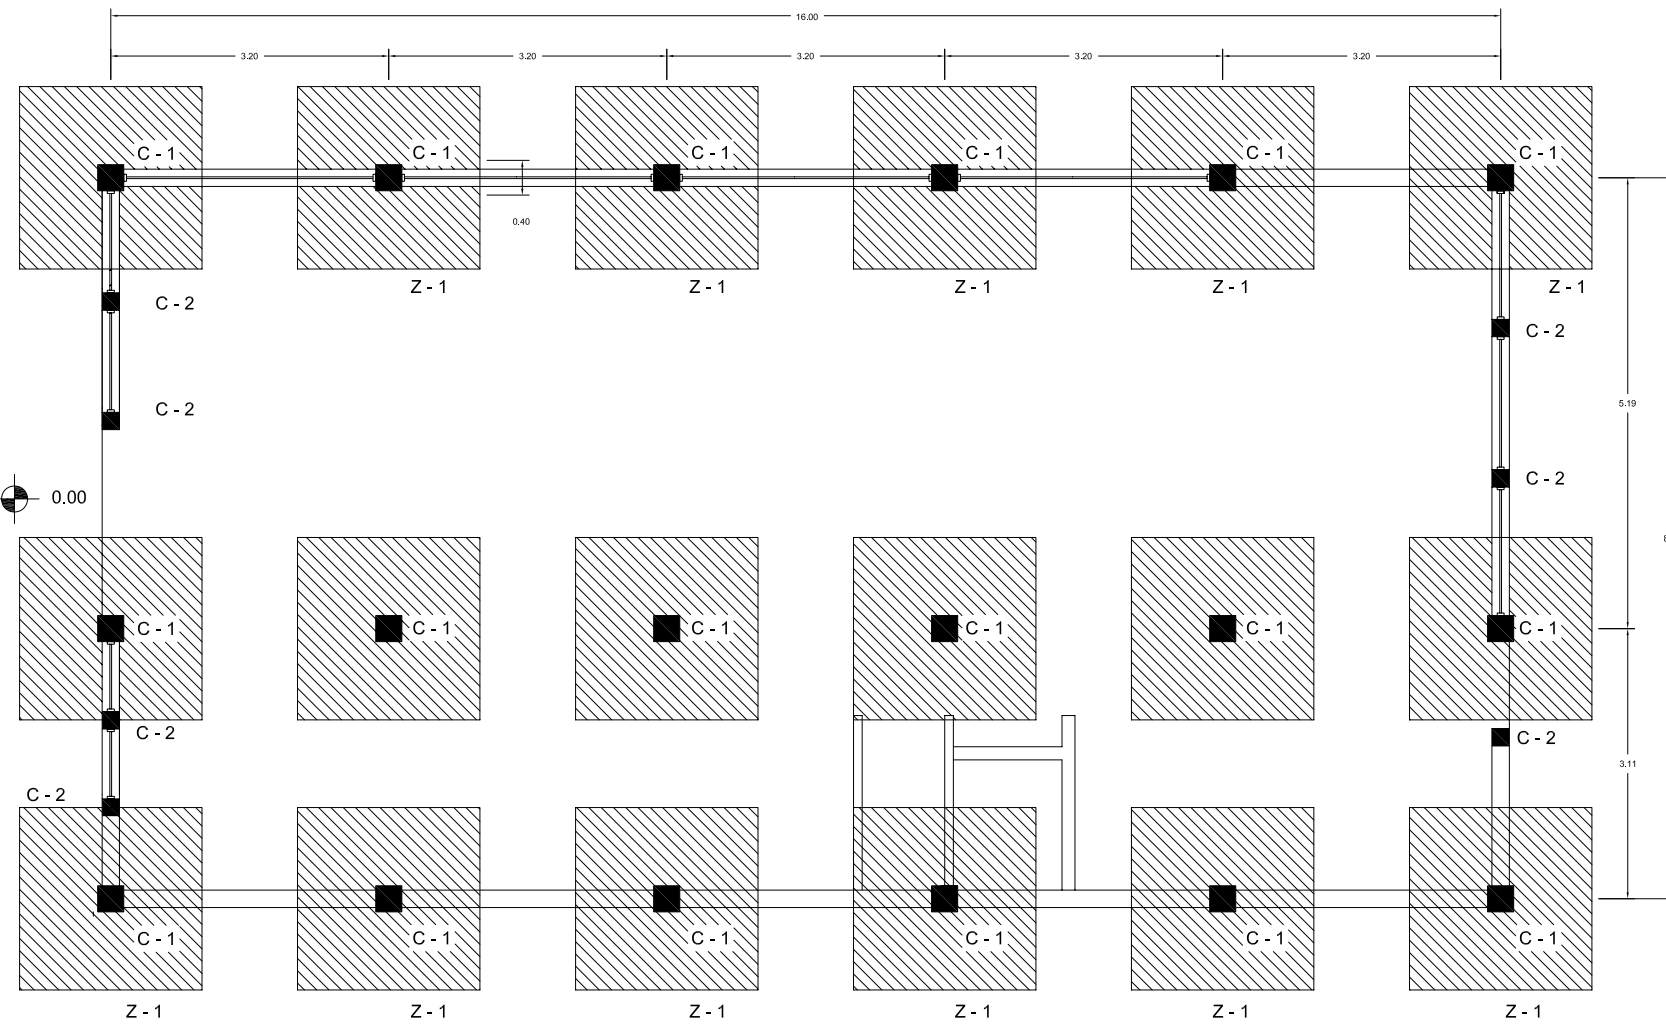 16.00
3.20 3.20 3.20 3.20 3.20
C - 1 C - 1 C - 1 C - 1 C - 1 C - 1
0.40
Z - 1 Z - 1 Z - 1 Z - 1 Z - 1
C - 2
C - 2
C - 2
5.19
C - 2
0.00
C - 1 C - 1 C - 1 C - 1 C - 1 C - 1
C - 2
C - 2
3.11
C - 2
C - 1 C - 1 C - 1 C - 1 C - 1 C - 1
Z - 1 Z - 1 Z - 1 Z - 1 Z - 1 Z - 1